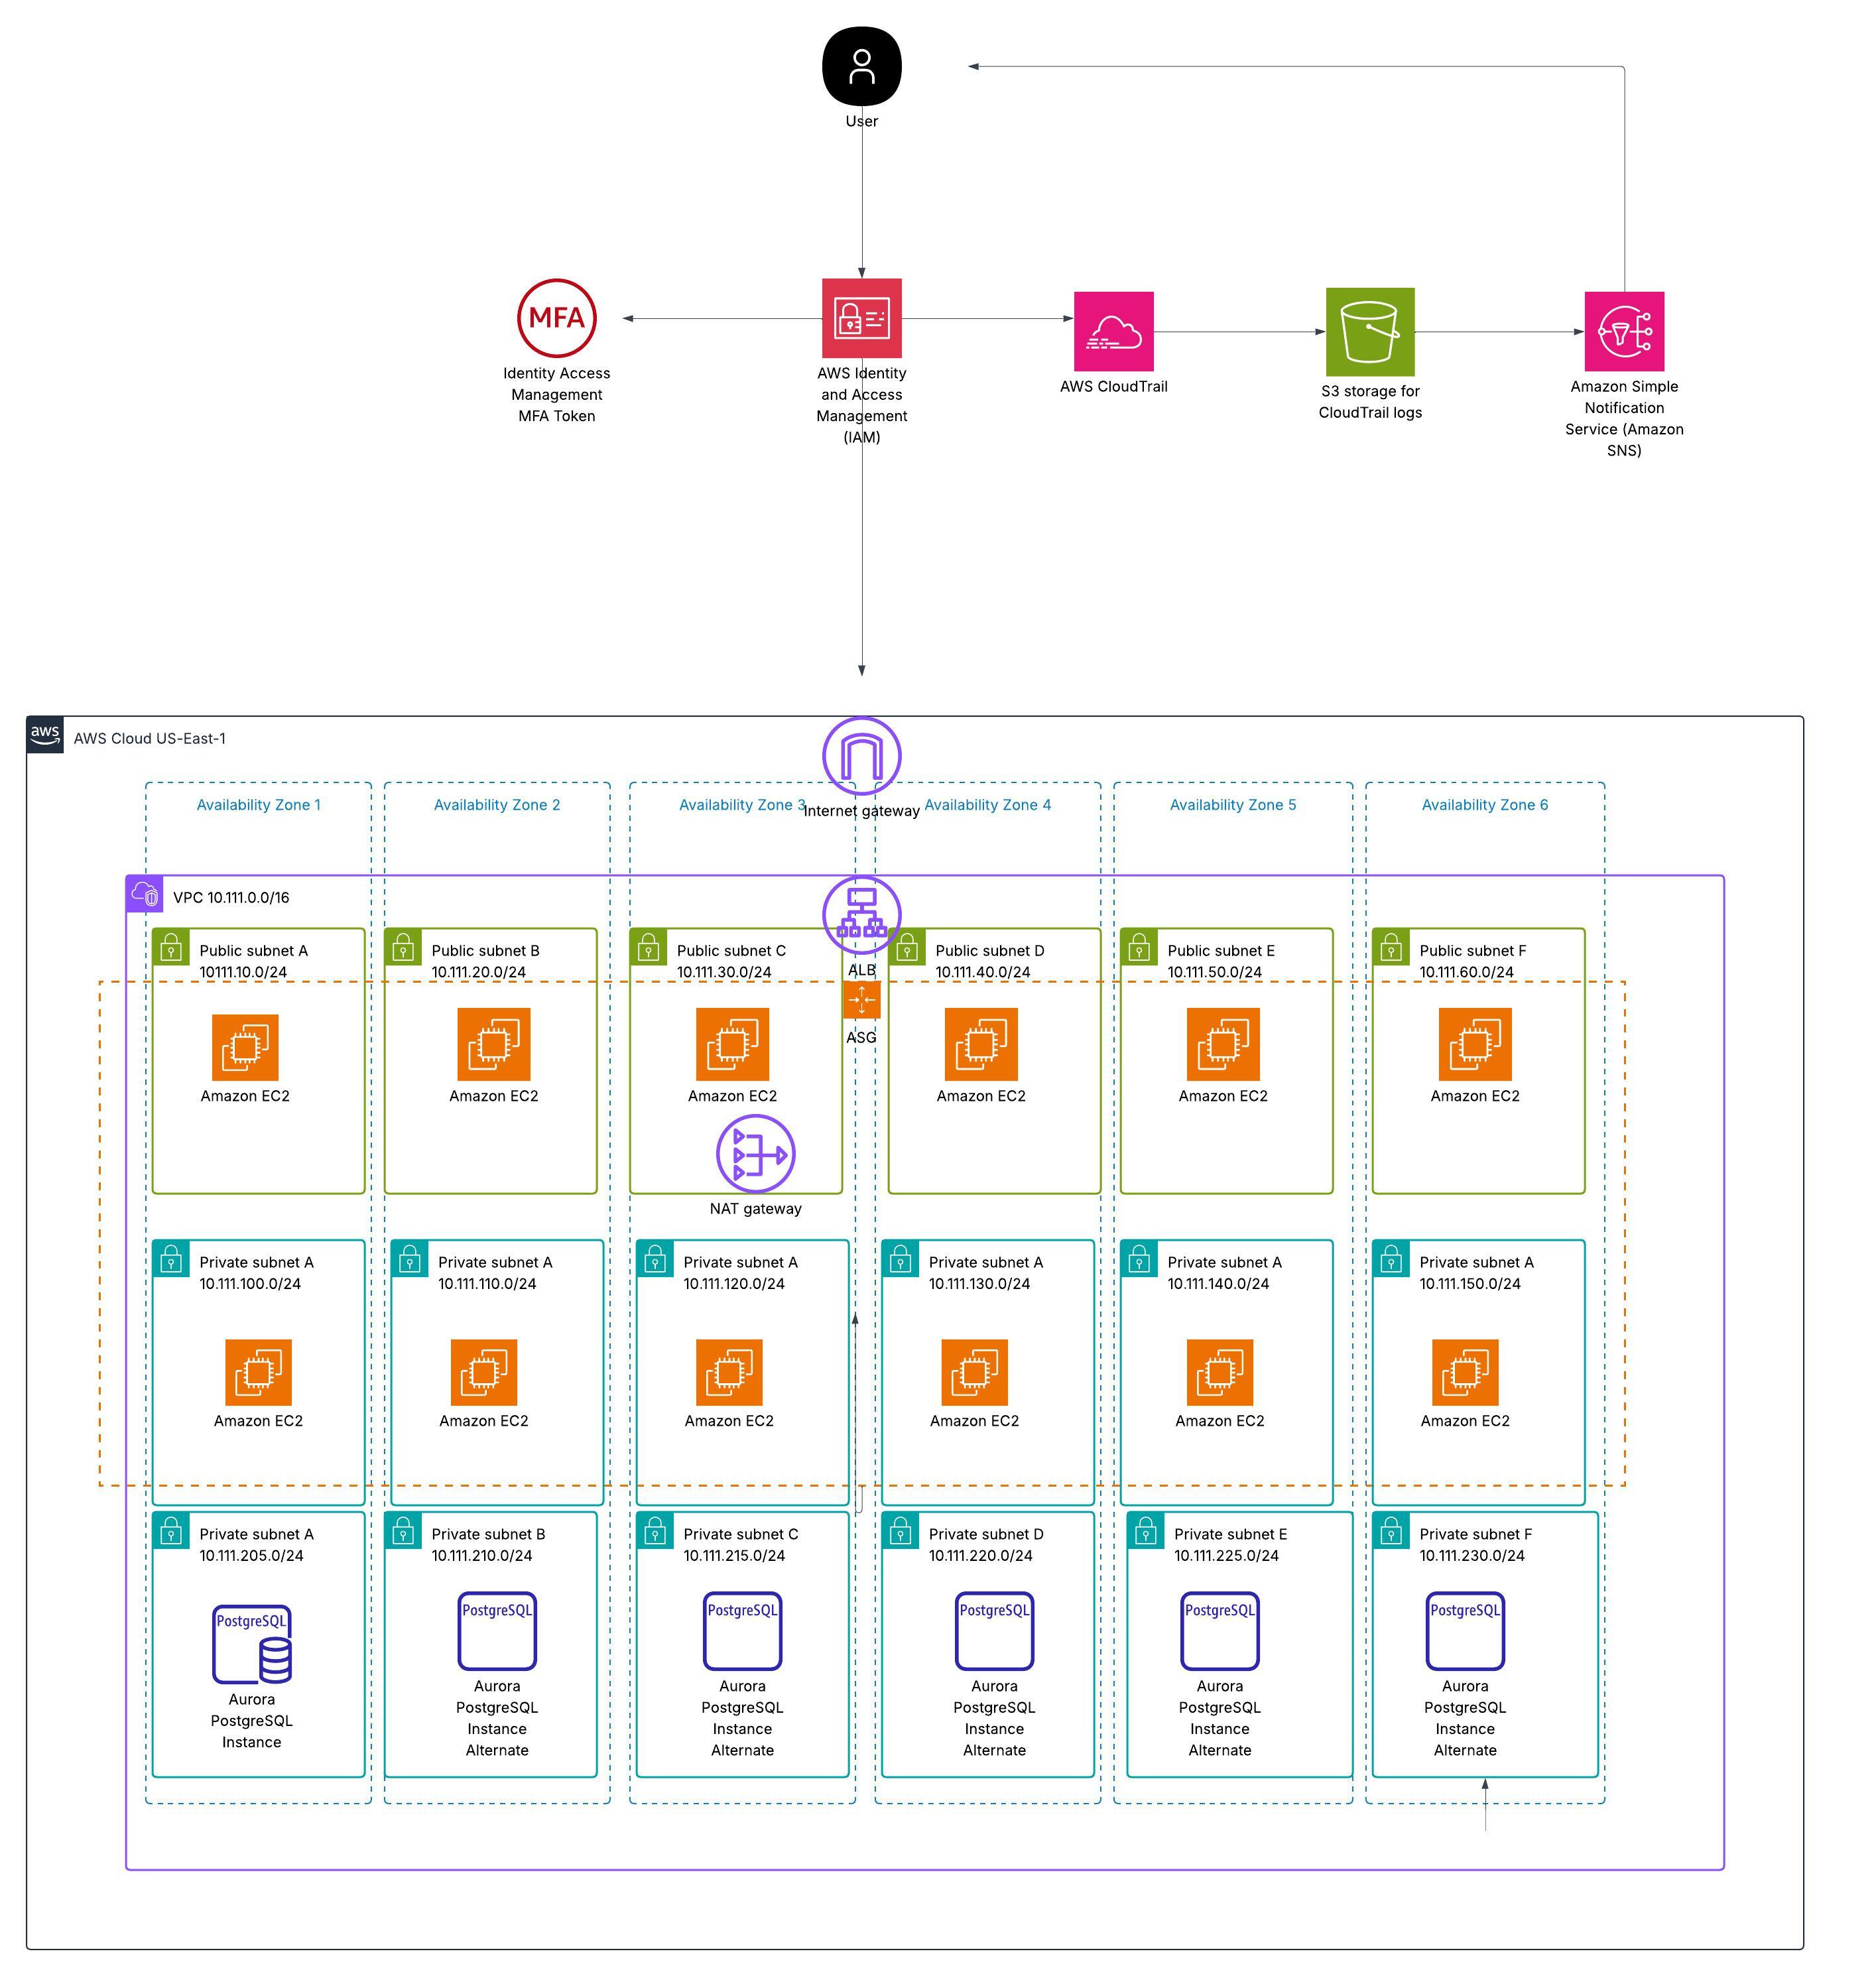 User
MFA
Identity Access
Management
MFA Token
AWS Identity
and Access
Management
(IAM)
AWS CloudTrail
S3 storage for
CloudTrail logs
Amazon Simple
Notification
Service (Amazon
SNS)
aws
AWS Cloud US-East-1
Internet gateway
Availability Zone 1
Availability Zone 2
Availability Zone 3
Availability Zone 4
Availability Zone 5
Availability Zone 6
VPC 10.111.0.0/16
ALB
ASG
Public subnet A
10111.10.0/24
Amazon EC2
Public subnet B
10.111.20.0/24
Amazon EC2
Public subnet C
10.111.30.0/24
Amazon EC2
NAT gateway
Public subnet D
10.111.40.0/24
Amazon EC2
Public subnet E
10.111.50.0/24
Amazon EC2
Public subnet F
10.111.60.0/24
Amazon EC2
Private subnet A
10.111.100.0/24
Amazon EC2
Private subnet A
10.111.110.0/24
Amazon EC2
Private subnet A
10.111.120.0/24
Amazon EC2
Private subnet A
10.111.130.0/24
Amazon EC2
Private subnet A
10.111.140.0/24
Amazon EC2
Private subnet A
10.111.150.0/24
Amazon EC2
Private subnet A
10.111.205.0/24
PostgreSQL
Aurora
PostgreSQL
Instance
Private subnet B
10.111.210.0/24
PostgreSQL
Aurora
PostgreSQL
Instance
Alternate
Private subnet C
10.111.215.0/24
PostgreSQL
Aurora
PostgreSQL
Instance
Alternate
Private subnet D
10.111.220.0/24
PostgreSQL
Aurora
PostgreSQL
Instance
Alternate
Private subnet E
10.111.225.0/24
PostgreSQL
Aurora
PostgreSQL
Instance
Alternate
Private subnet F
10.111.230.0/24
PostgreSQL
Aurora
PostgreSQL
Instance
Alternate